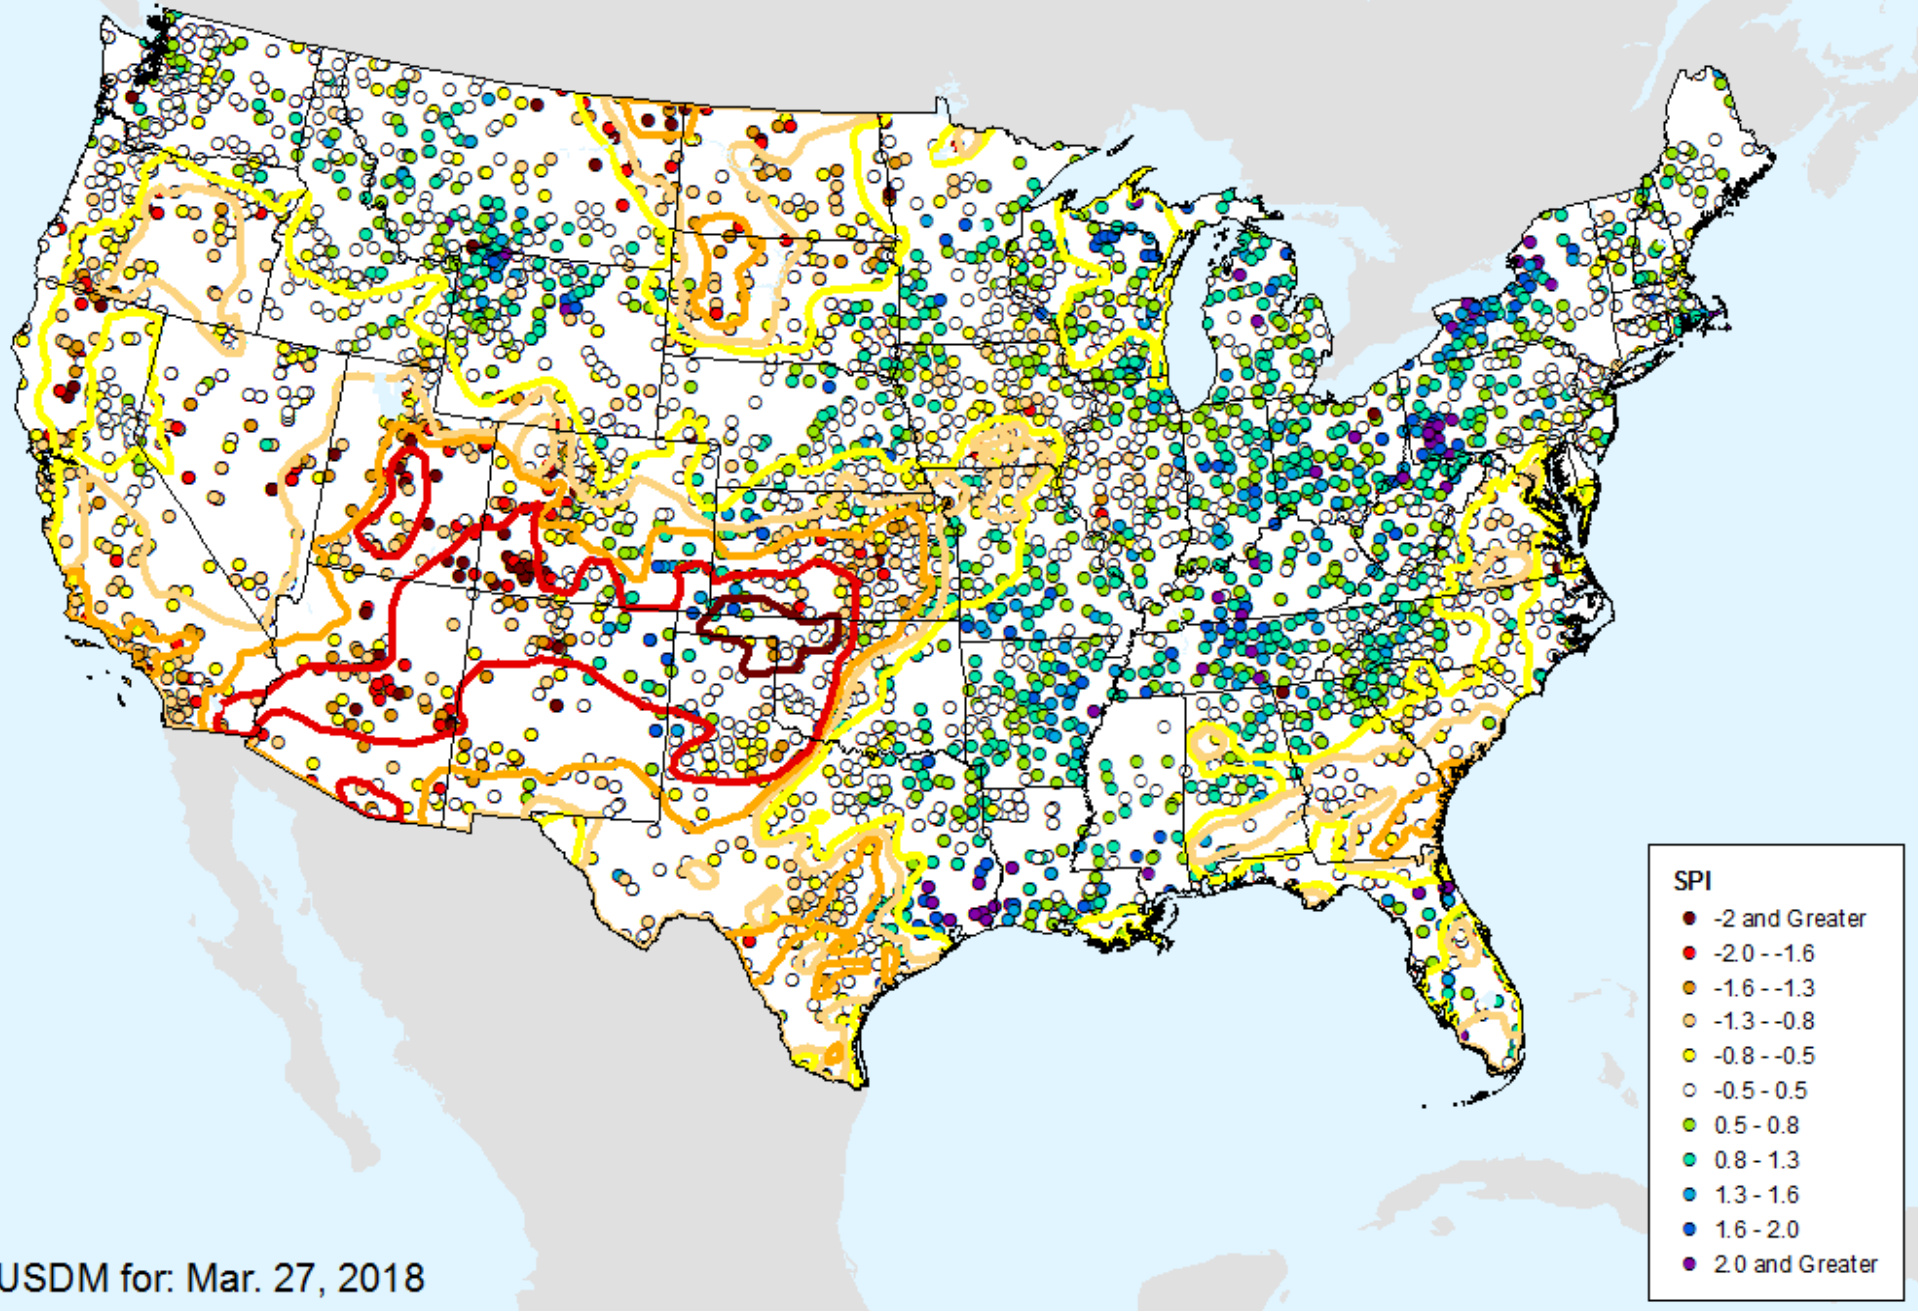 SPI
-2 and Greater
-2.0 - -1.6
-1.6 - -1.3
-1.3 - -0.8
-0.8 - -0.5
-0.5 - 0.5
0.5 - 0.8
0.8 - 1.3
1.3 - 1.6
1.6 - 2.0
2.0 and Greater
USDM for: Mar. 27, 2018